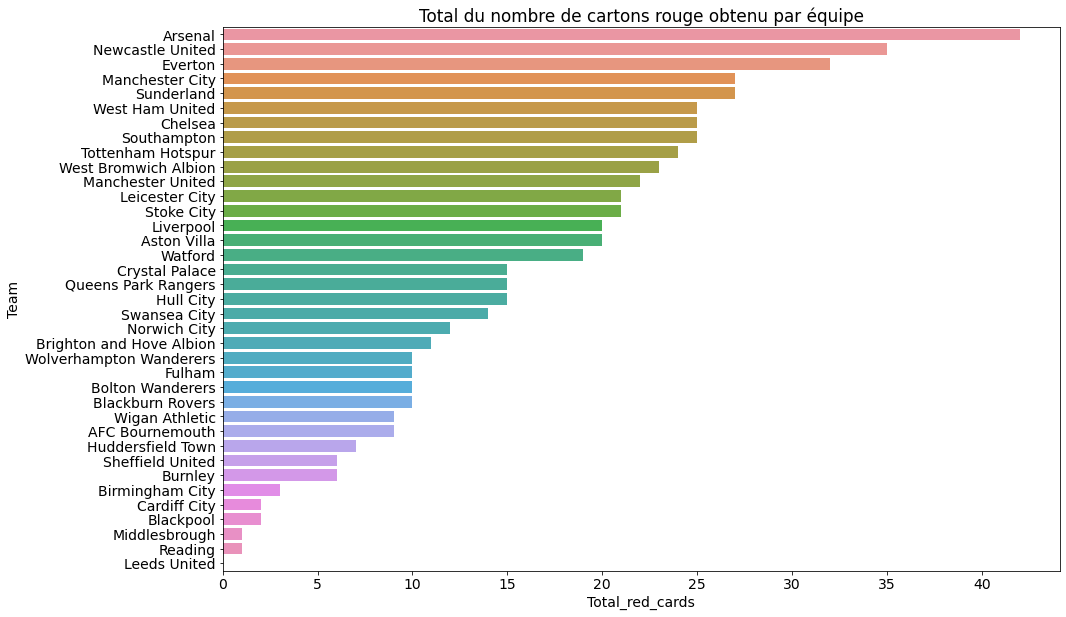 Total du nombre de cartons rouge obtenu par équipe
Arsenal
Newcastle United
Everton
Manchester City
Sunderland
West Ham United
Chelsea
Southampton
Tottenham Hotspur
West Bromwich Albion
Manchester United
Leicester City
Stoke City
Liverpool
Aston Villa
Watford
Crystal Palace
Queens Park Rangers
Hull City
Swansea City
Norwich City
Brighton and Hove Albion
Wolverhampton Wanderers
Fulham
Bolton Wanderers
Blackburn Rovers
Wigan Athletic
AFC Bournemouth
Huddersfield Town
Sheffield United
Burnley
Birmingham City
Cardiff City
Blackpool
Middlesbrough
Reading
Leeds United
Team
0 5 10 15 20 25 30 35 40
Total_red_cards